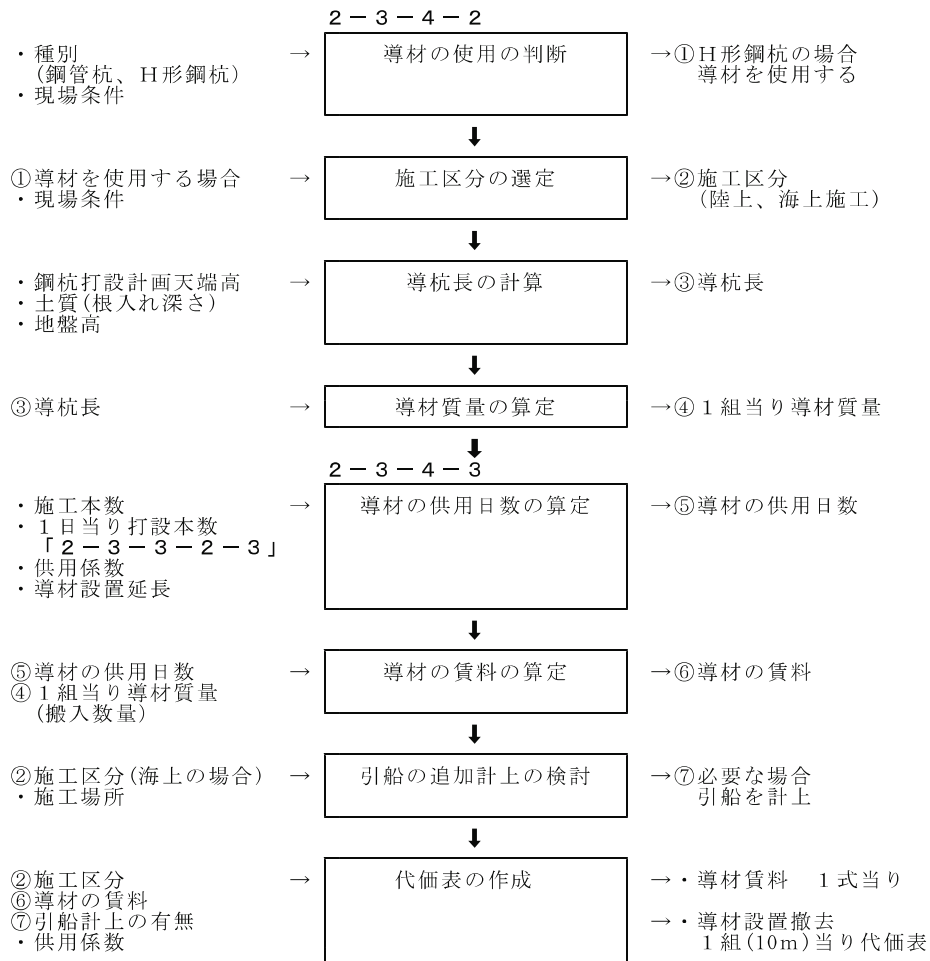 ２－３－４－２
・種別 → 導材の使用の判断 →①Ｈ形鋼杭の場合
(鋼管杭、Ｈ形鋼杭) 導材を使用する
・現場条件
⬇
①導材を使用する場合 → 施工区分の選定 →②施工区分
・現場条件 (陸上、海上施工)
⬇
・鋼杭打設計画天端高 → 導杭長の計算 →③導杭長
・土質(根入れ深さ)
・地盤高
⬇
③導杭長 → 導材質量の算定 →④１組当り導材質量
⬇
２－３－４－３
・施工本数 → 導材の供用日数の算定 →⑤導材の供用日数
・１日当り打設本数
「２－３－３－２－３」
・供用係数
・導材設置延長
⬇
⑤導材の供用日数 → 導材の賃料の算定 →⑥導材の賃料
④１組当り導材質量
(搬入数量)
⬇
②施工区分(海上の場合) → 引船の追加計上の検討 →⑦必要な場合
・施工場所 引船を計上
⬇
②施工区分 → 代価表の作成 →・導材賃料　１式当り
⑥導材の賃料
⑦引船計上の有無 →・導材設置撤去
・供用係数 １組(10ｍ)当り代価表